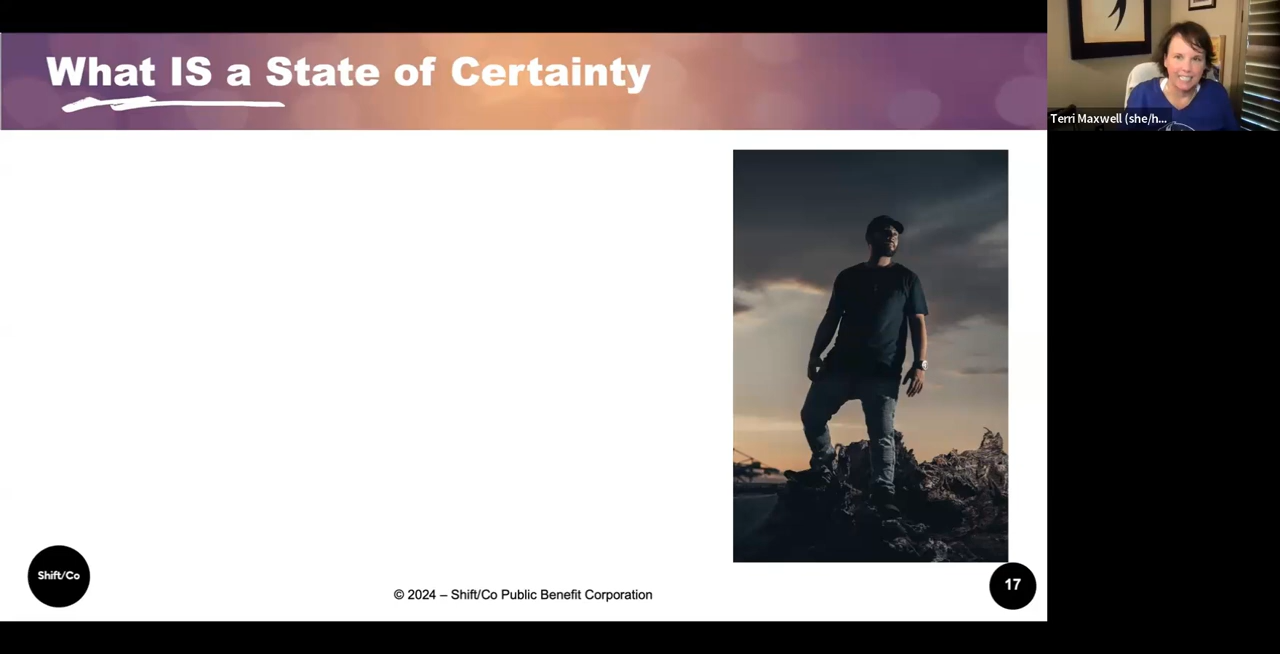 What IS a State of Certainty
Terri Maxwell (she/h...
Shift/Co
© 2024 – Shift/Co Public Benefit Corporation
17